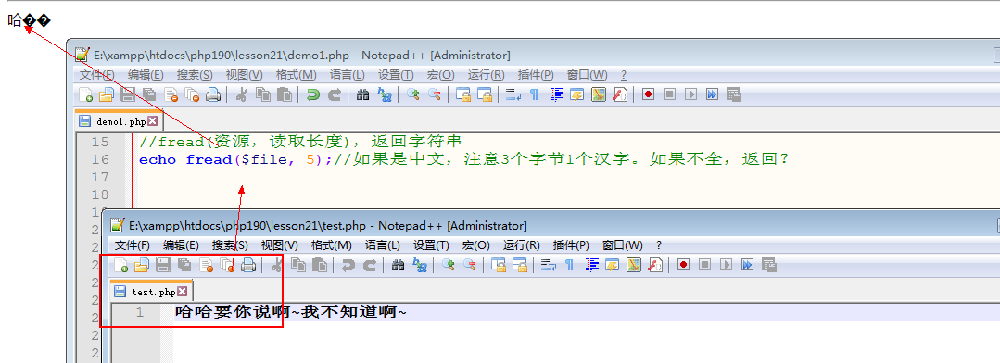 哈��
E:\xampp\htdocs\php190\lesson21\demo1.php - Notepad++ [Administrator]
文件(F) 编辑(E) 搜索(S) 视图(V) 格式(M) 语言(L) 设置(T) 宏(O) 运行(R) 插件(P) 窗口(W) ?
demo1.php
15 //fread(资源, 读取长度), 返回字符串
16 echo fread($file, 5);//如果是中文, 注意3个字节1个汉字。如果不全, 返回?
17
18
1
2
2
2
2
2
2
2
2
E:\xampp\htdocs\php190\lesson21\test.php - Notepad++ [Administrator]
文件(F) 编辑(E) 搜索(S) 视图(V) 格式(M) 语言(L) 设置(T) 宏(O) 运行(R) 插件(P) 窗口(W) ?
test.php
1 哈哈要你说啊~我不知道啊~